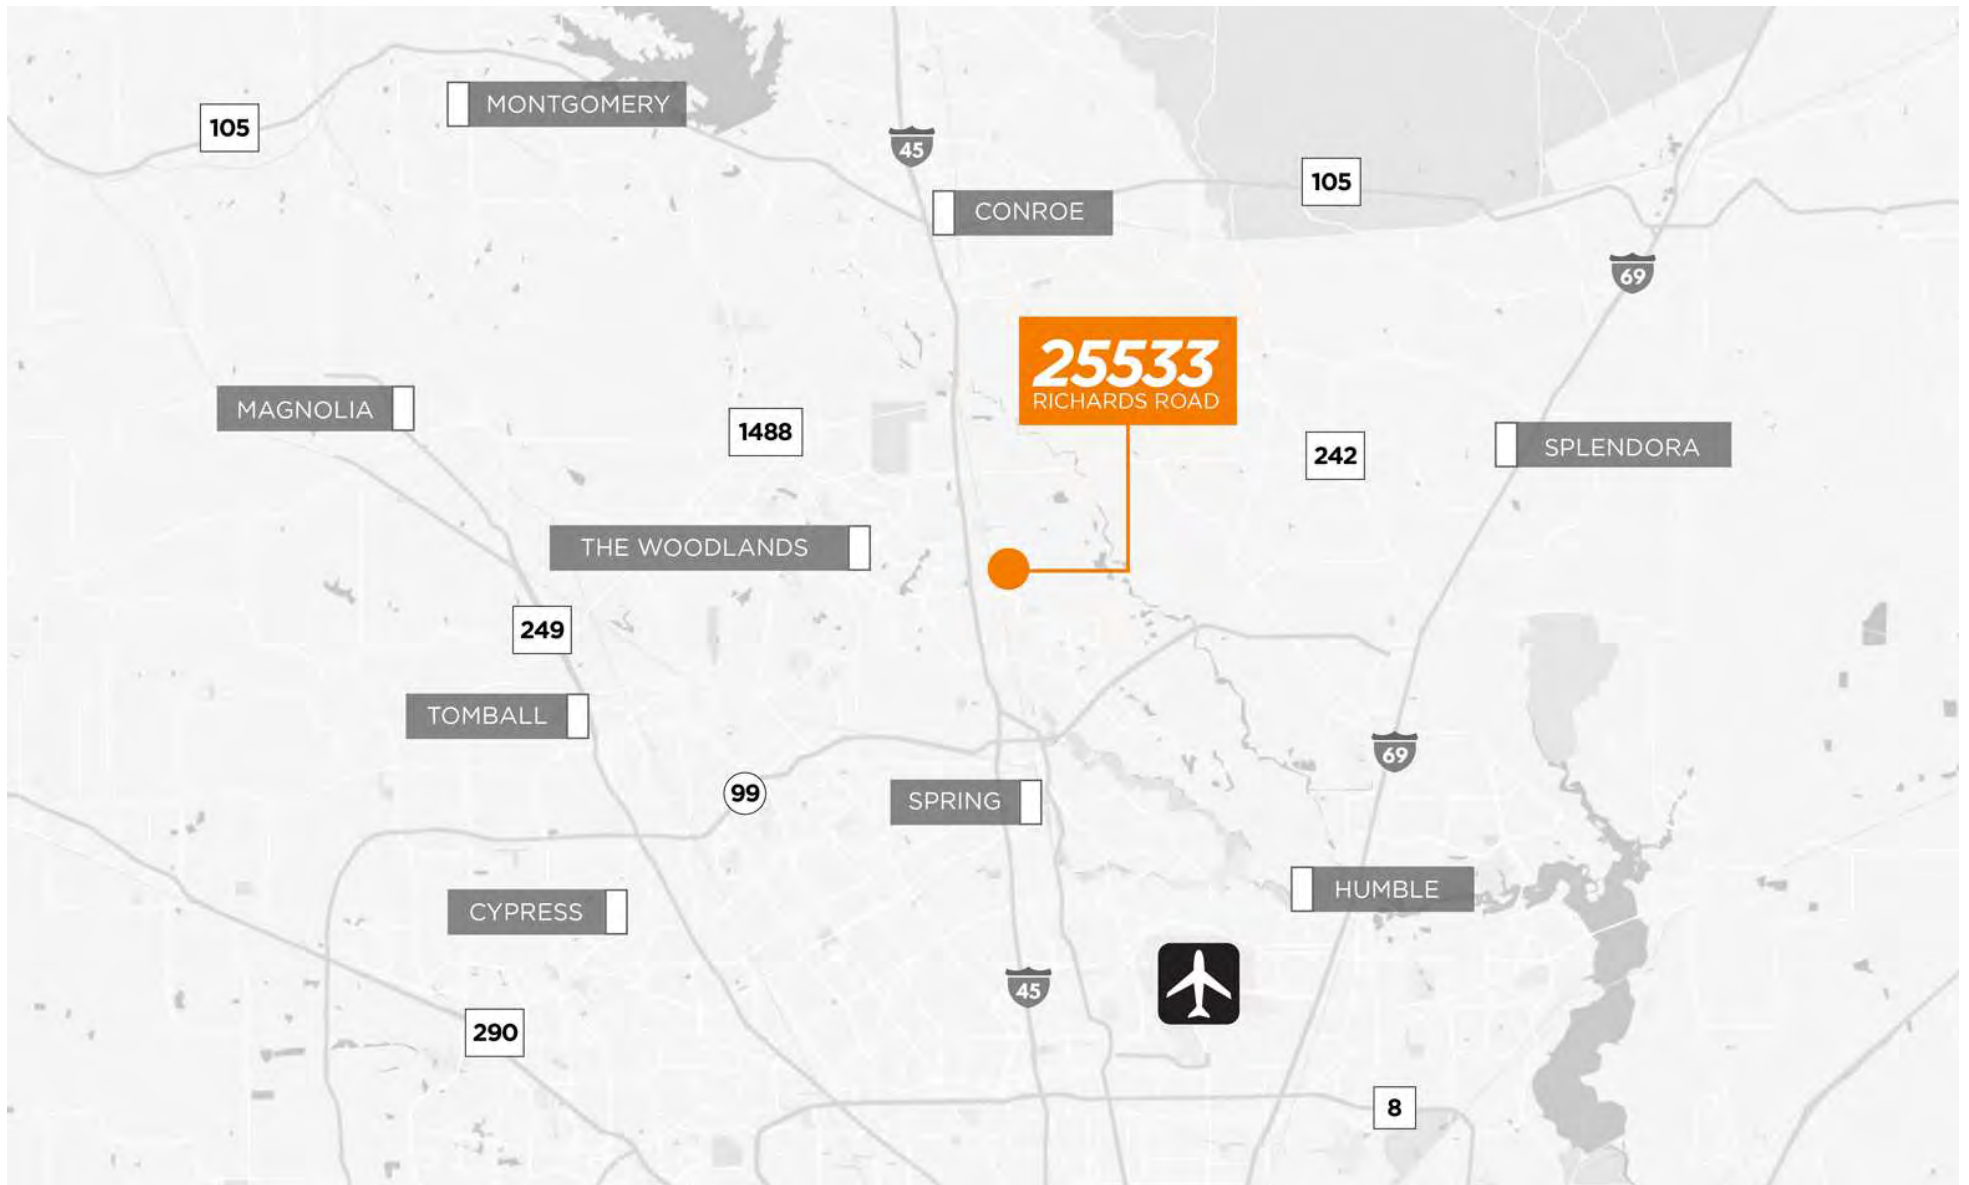 MONTGOMERY
105
45
105
CONROE
69
25533
RICHARDS ROAD
MAGNOLIA
1488
242
SPLENDORA
THE WOODLANDS
249
TOMBALL
69
99
SPRING
HUMBLE
CYPRESS
45
290
8